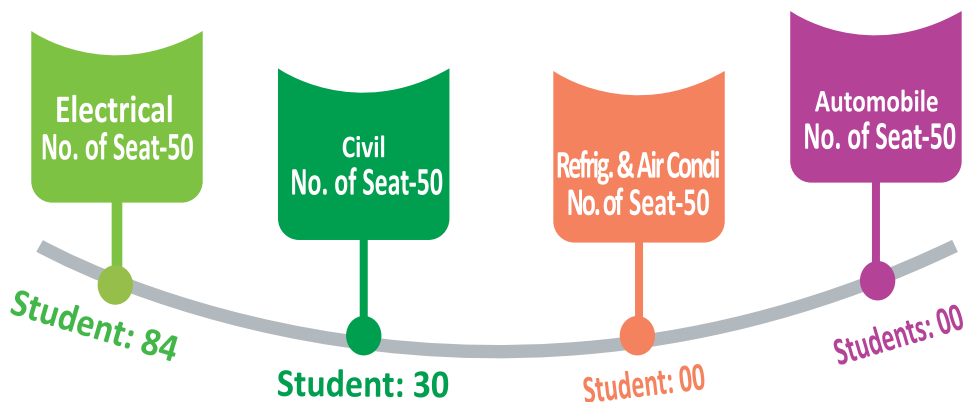 Electrical
No. of Seat-50
Student: 84
Civil
No. of Seat-50
Student: 30
Refrig. & Air Condi
No. of Seat-50
Student: 00
Automobile
No. of Seat-50
Students: 00